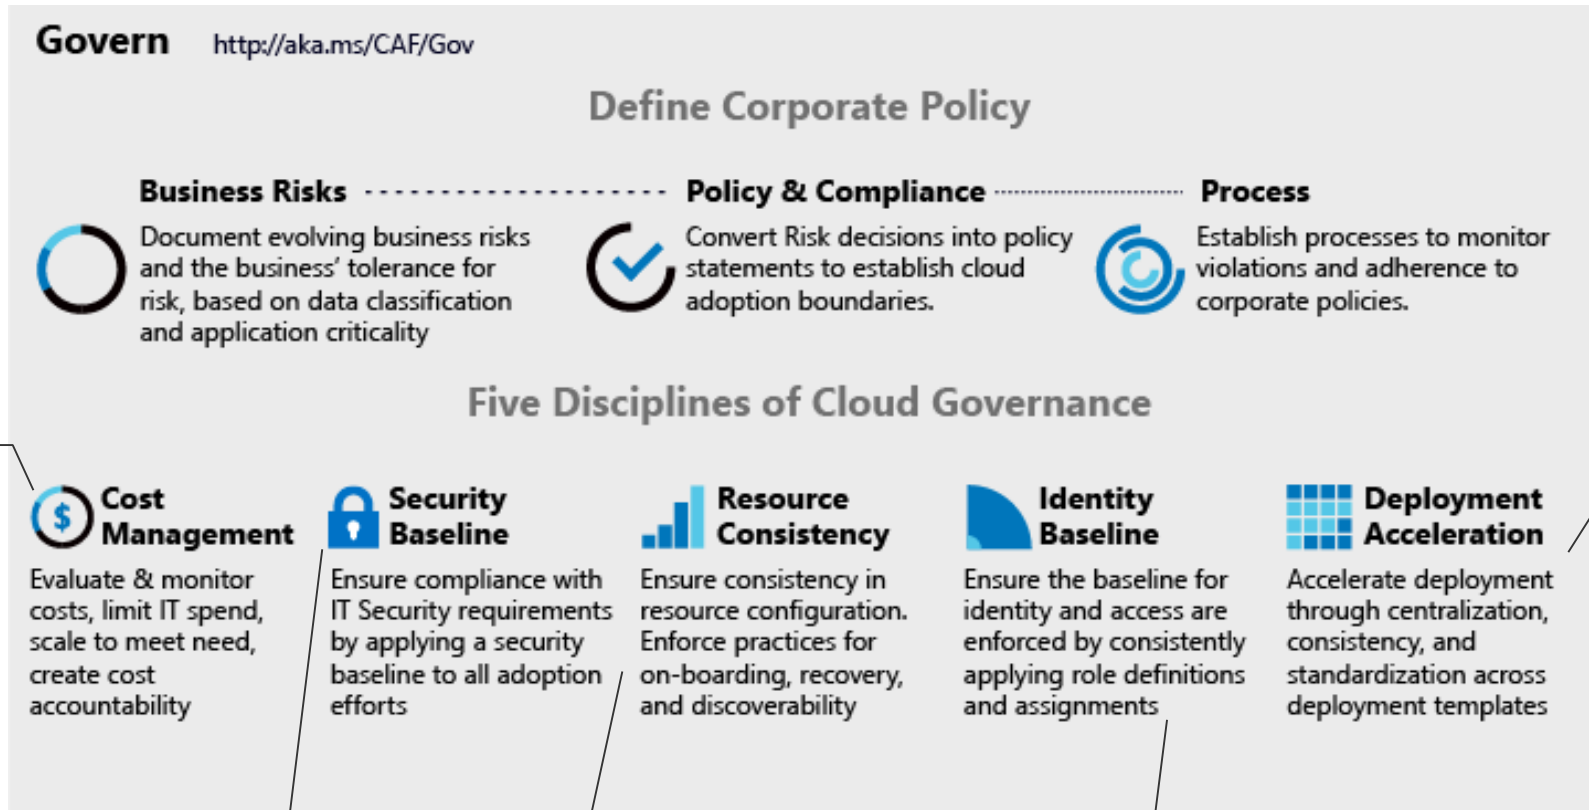 Govern http://aka.ms/CAF/Gov
Define Corporate Policy
Business Risks
Document evolving business risks
and the business’ tolerance for
risk, based on data classification
and application criticality
Policy & Compliance
Convert Risk decisions into policy
statements to establish cloud
adoption boundaries.
Process
Establish processes to monitor
violations and adherence to
corporate policies.
Five Disciplines of Cloud Governance
$
Cost
Management
Evaluate & monitor
costs, limit IT spend,
scale to meet need,
create cost
accountability
Security
Baseline
Ensure compliance with
IT Security requirements
by applying a security
baseline to all adoption
efforts
Resource
Consistency
Ensure consistency in
resource configuration.
Enforce practices for
on-boarding, recovery,
and discoverability
Identity
Baseline
Ensure the baseline for
identity and access are
enforced by consistently
applying role definitions
and assignments
Deployment
Acceleration
Accelerate deployment
through centralization,
consistency, and
standardization across
deployment templates